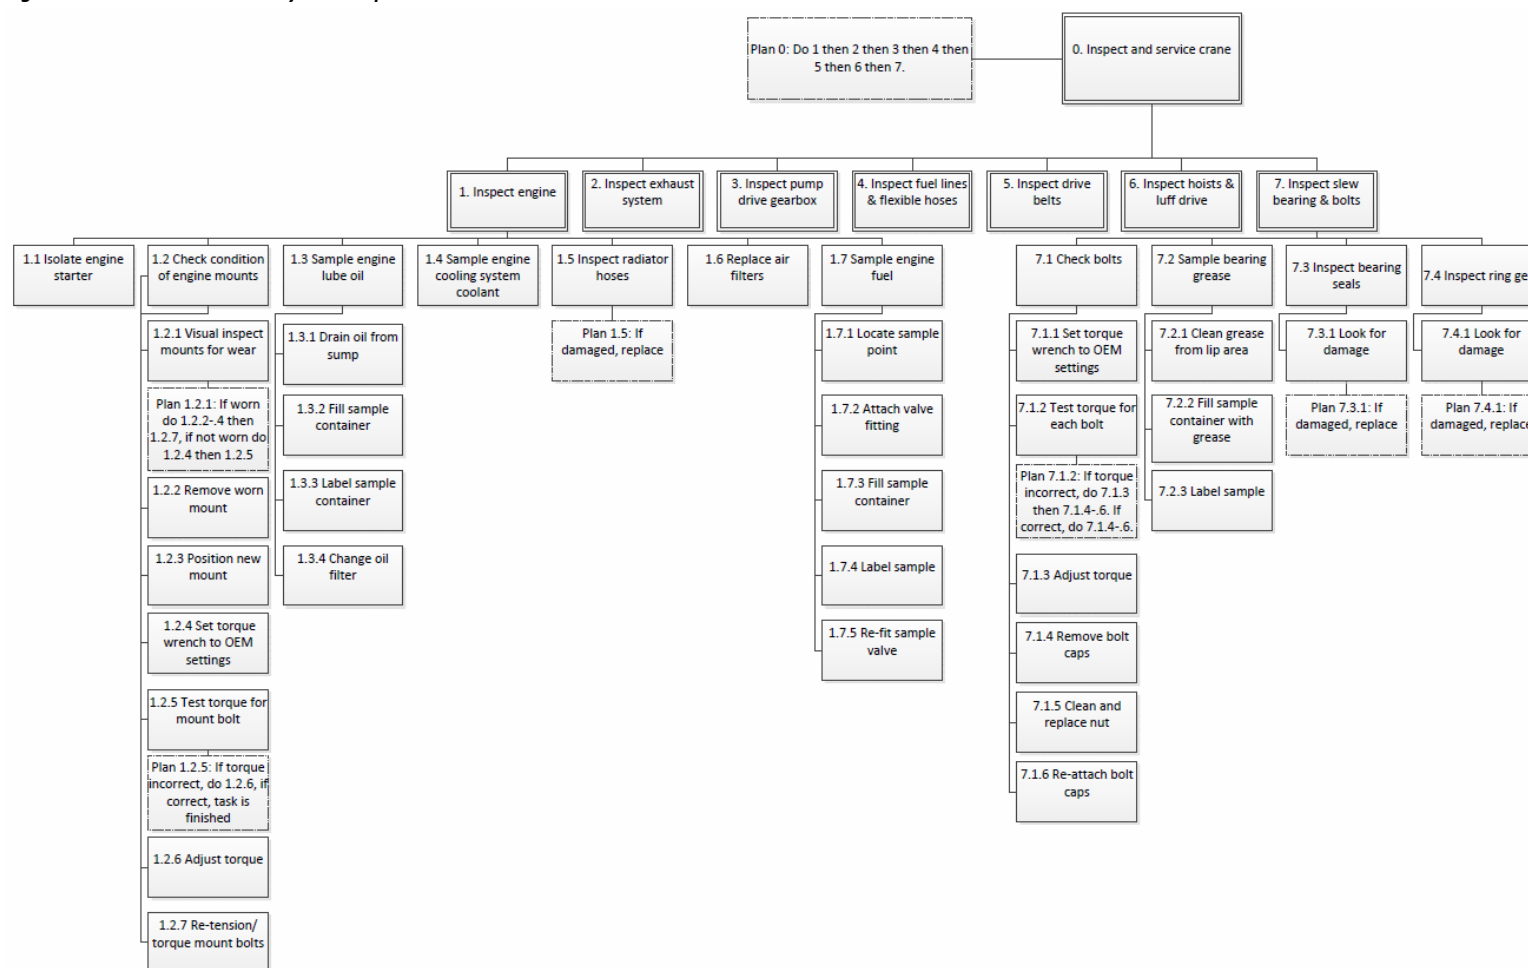 Plan 0: Do 1 then 2 then 3 then 4 then
5 then 6 then 7.
0. Inspect and service crane
1. Inspect engine
2. Inspect exhaust
system
3. Inspect pump
drive gearbox
4. Inspect fuel lines
& flexible hoses
5. Inspect drive
belts
6. Inspect hoists &
luff drive
7. Inspect slew
bearing & bolts
1.1 Isolate engine
starter
1.2 Check condition
of engine mounts
1.3 Sample engine
lube oil
1.4 Sample engine
cooling system
coolant
1.5 Inspect radiator
hoses
1.6 Replace air
filters
1.7 Sample engine
fuel
7.1 Check bolts
7.2 Sample bearing
grease
7.3 Inspect bearing
seals
7.4 Inspect ring ge
1.2.1 Visual inspect
mounts for wear
Plan 1.2.1: If worn
do 1.2.2-.4 then
1.2.7, if not worn do
1.2.4 then 1.2.5
1.2.2 Remove worn
mount
1.2.3 Position new
mount
1.2.4 Set torque
wrench to OEM
settings
1.2.5 Test torque for
mount bolt
Plan 1.2.5: If torque
incorrect, do 1.2.6, if
correct, task is
finished
1.2.6 Adjust torque
1.2.7 Re-tension/
torque mount bolts
1.3.1 Drain oil from
sump
1.3.2 Fill sample
container
1.3.3 Label sample
container
1.3.4 Change oil
filter
Plan 1.5: If
damaged, replace
1.7.1 Locate sample
point
1.7.2 Attach valve
fitting
1.7.3 Fill sample
container
1.7.4 Label sample
1.7.5 Re-fit sample
valve
7.1.1 Set torque
wrench to OEM
settings
7.1.2 Test torque for
each bolt
Plan 7.1.2: If torque
incorrect, do 7.1.3
then 7.1.4-.6. If
correct, do 7.1.4-.6.
7.1.3 Adjust torque
7.1.4 Remove bolt
caps
7.1.5 Clean and
replace nut
7.1.6 Re-attach bolt
caps
7.2.1 Clean grease
from lip area
7.2.2 Fill sample
container with
grease
7.2.3 Label sample
7.3.1 Look for
damage
Plan 7.3.1: If
damaged, replace
7.4.1 Look for
damage
Plan 7.4.1: If
damaged, replace